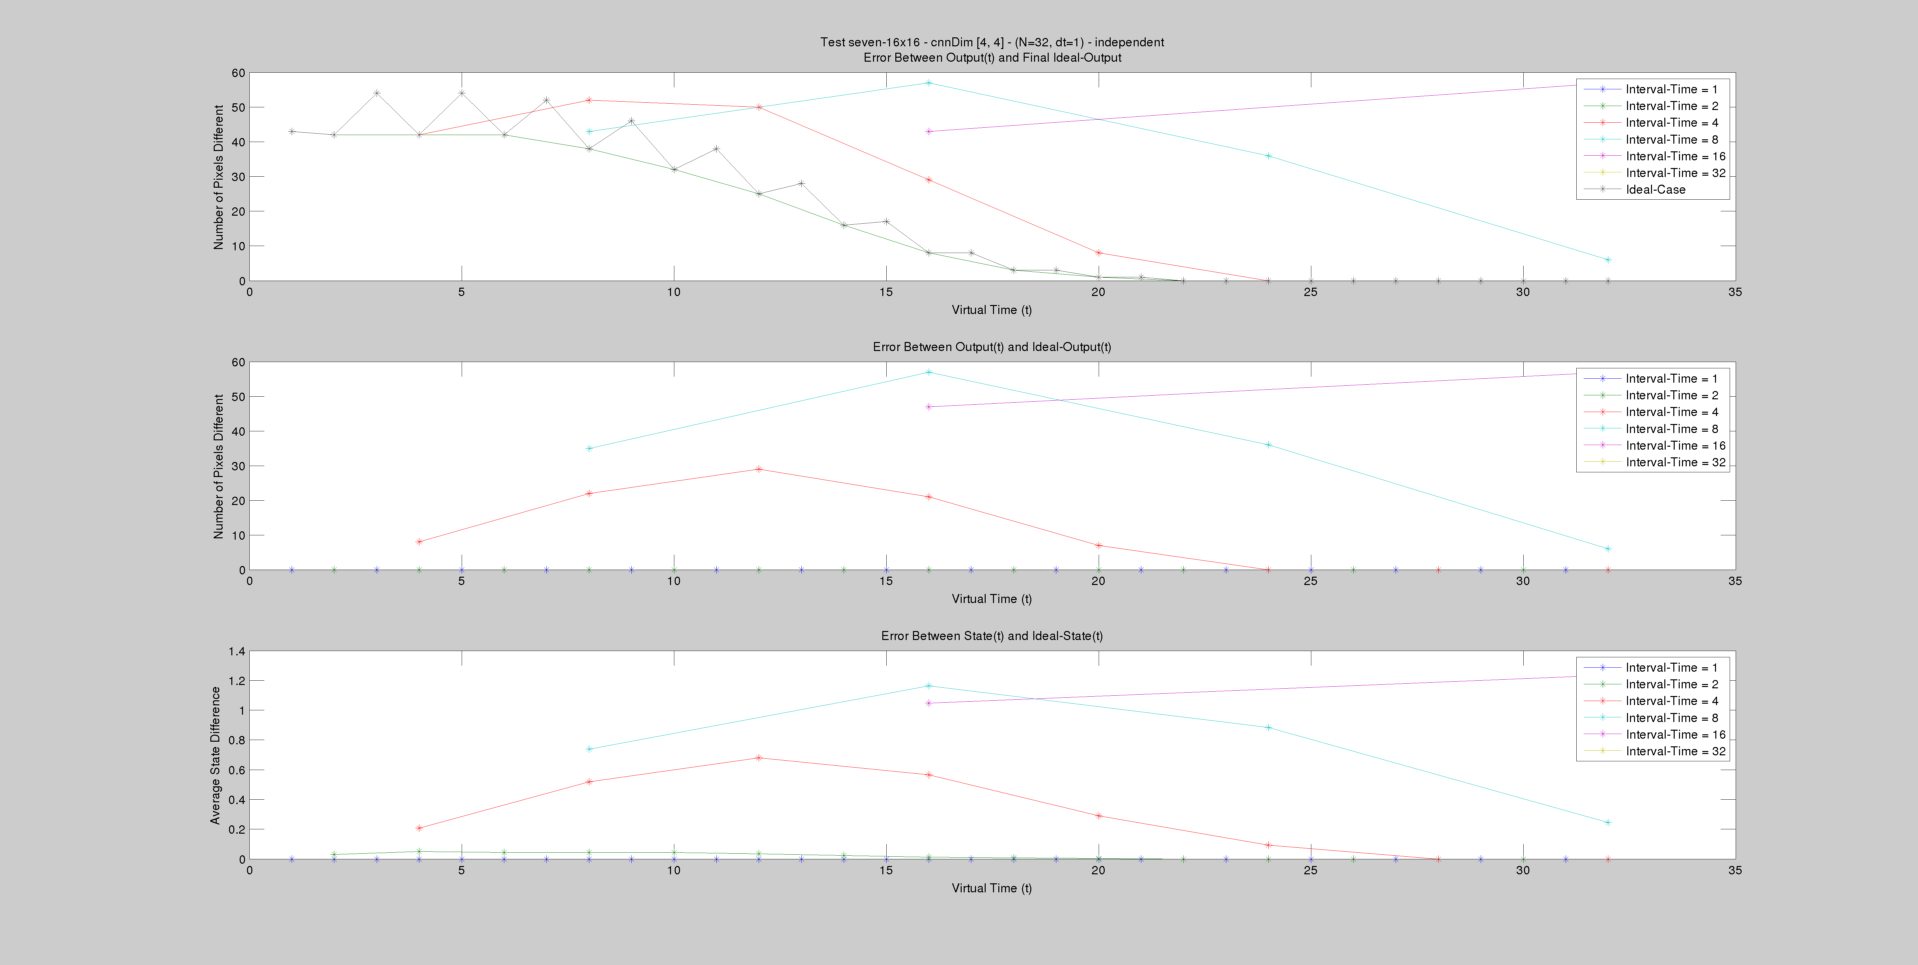 Test seven-16x16 - cnnDim [4, 4] - (N=32, dt=1) - independent
Error Between Output(t) and Final Ideal-Output
Number of Pixels Different
60
50
40
30
20
10
0
0 5 10 15 20 25 30 35
Virtual Time (t)
Interval-Time = 1
Interval-Time = 2
Interval-Time = 4
Interval-Time = 8
Interval-Time = 16
Interval-Time = 32
Ideal-Case
Error Between Output(t) and Ideal-Output(t)
Number of Pixels Different
60
50
40
30
20
10
0
0 5 10 15 20 25 30 35
Virtual Time (t)
Interval-Time = 1
Interval-Time = 2
Interval-Time = 4
Interval-Time = 8
Interval-Time = 16
Interval-Time = 32
Error Between State(t) and Ideal-State(t)
Average State Difference
1.4
1.2
1
0.8
0.6
0.4
0.2
0
0 5 10 15 20 25 30 35
Virtual Time (t)
Interval-Time = 1
Interval-Time = 2
Interval-Time = 4
Interval-Time = 8
Interval-Time = 16
Interval-Time = 32